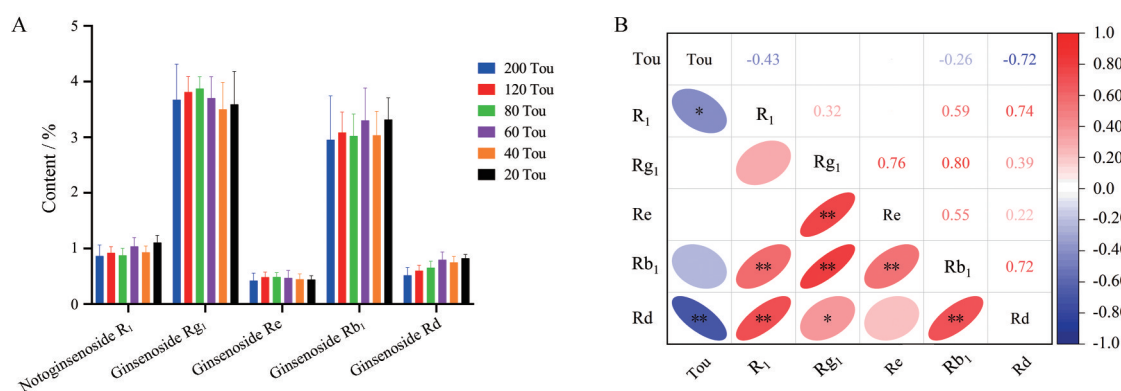 A
5
4
3
2
1
0
Content / %
200 Tou
120 Tou
80 Tou
60 Tou
40 Tou
20 Tou
Notoginsenoside R₁
Ginsenoside Rg₁
Ginsenoside Re
Ginsenoside Rb₁
Ginsenoside Rd
B
Tou Tou -0.43 -0.26 -0.72
R₁ * R₁ 0.32 0.59 0.74
Rg₁ Rg₁ 0.76 0.80 0.39
Re ** Re 0.55 0.22
Rb₁ ** ** ** Rb₁ 0.72
Rd ** ** * ** Rd
Tou R₁ Rg₁ Re Rb₁ Rd
1.0
0.80
0.60
0.40
0.20
0.0
-0.20
-0.40
-0.60
-0.80
-1.0